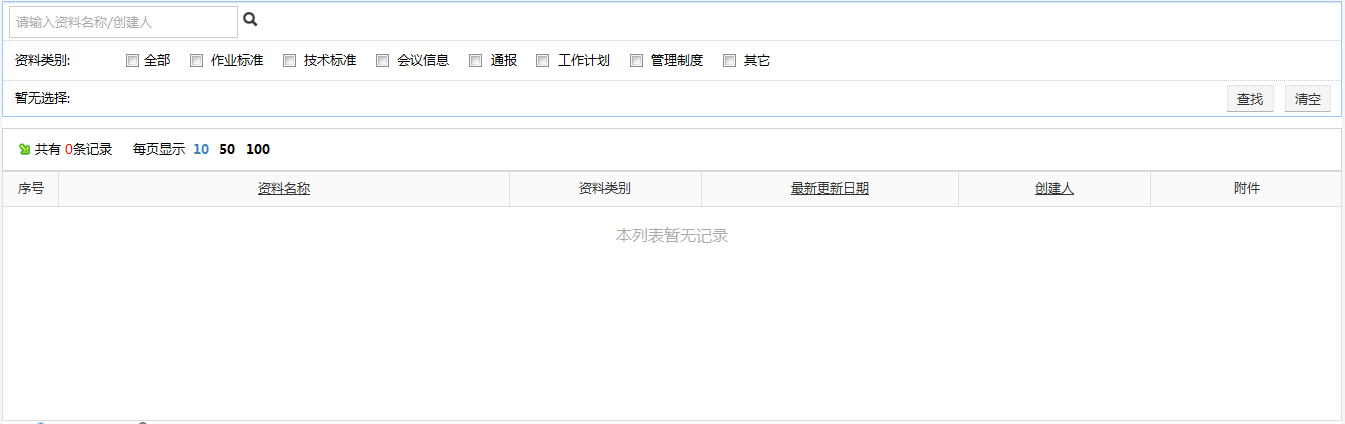 请输入资料名称/创建人
资料类别: 全部 作业标准 技术标准 会议信息 通报 工作计划 管理制度 其它
暂无选择: 查找 清空
共有 0条记录 每页显示 10 50 100
序号 资料名称 资料类别 最新更新日期 创建人 附件
本列表暂无记录